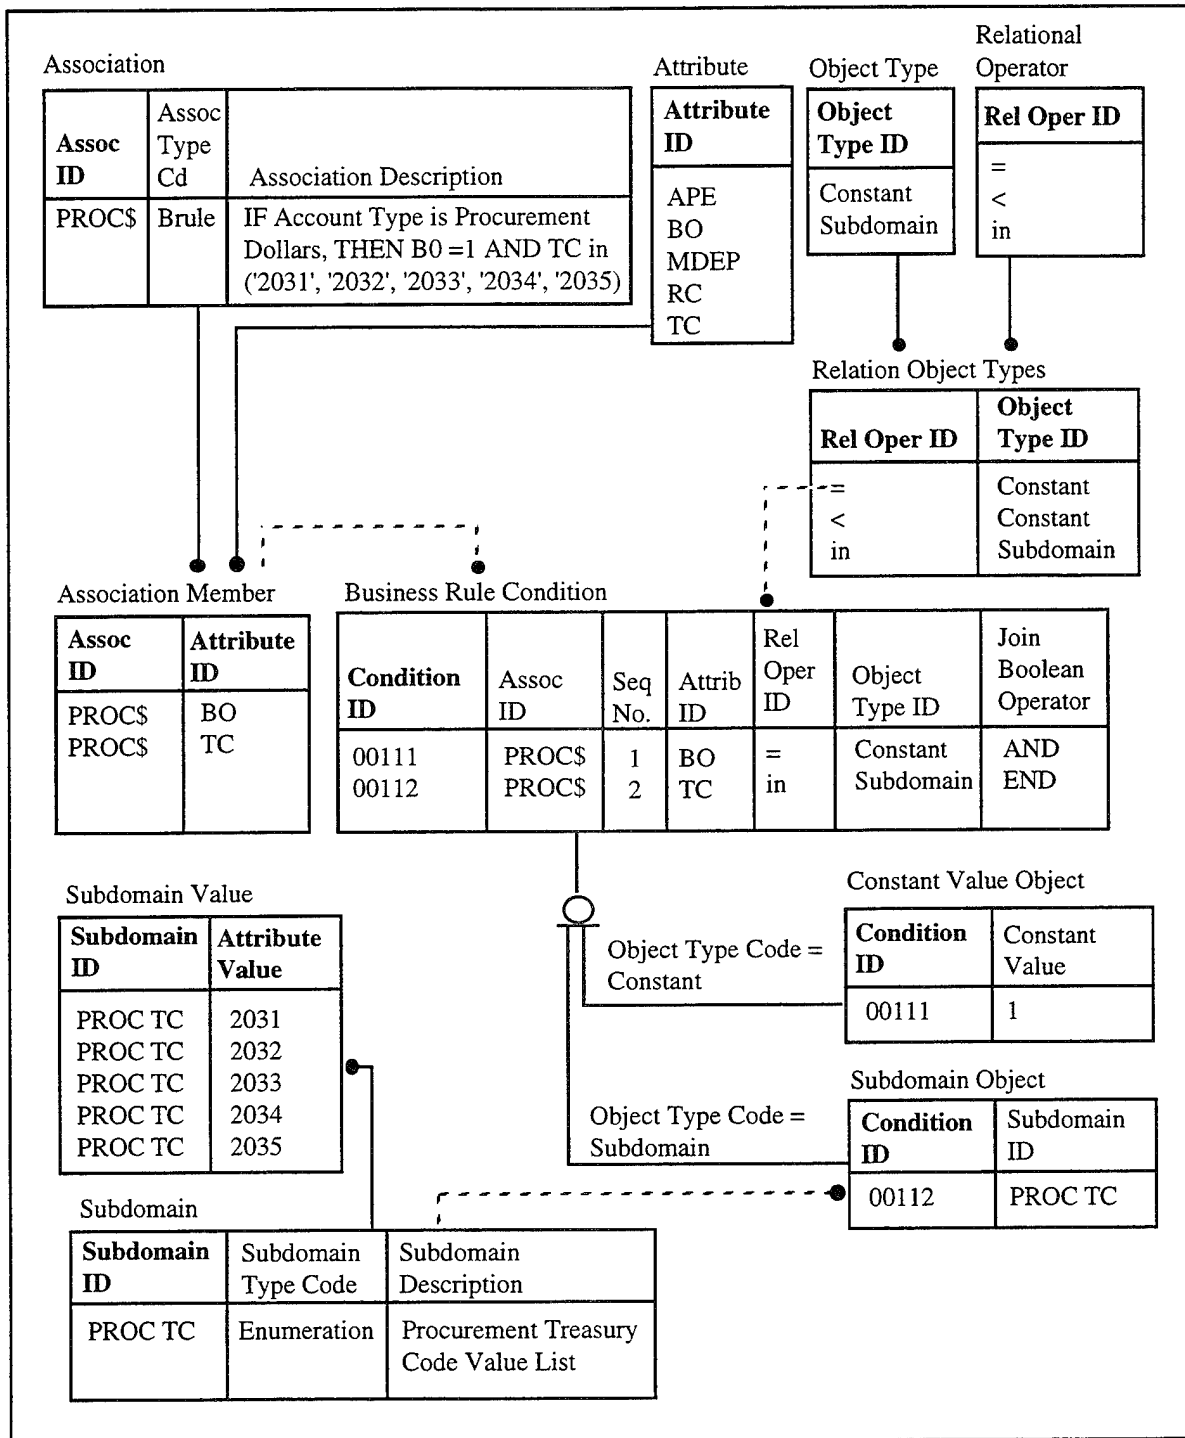 Association
Assoc
ID
Assoc
Type
Cd
Association Description
PROC$
Brule
IF Account Type is Procurement
Dollars, THEN B0 =1 AND TC in
('2031', '2032', '2033', '2034', '2035)
Attribute
Attribute
ID
APE
BO
MDEP
RC
TC
Object Type
Object
Type ID
Constant
Subdomain
Relational
Operator
Rel Oper ID
=
<
in
Relation Object Types
Rel Oper ID
Object
Type ID
= Constant
< Constant
in Subdomain
Association Member
Assoc
ID
Attribute
ID
PROC$ BO
PROC$ TC
Business Rule Condition
Condition
ID
Assoc
ID
Seq
No.
Attrib
ID
Rel
Oper
ID
Object
Type ID
Join
Boolean
Operator
00111 PROC$ 1 BO = Constant AND
00112 PROC$ 2 TC in Subdomain END
Subdomain Value
Subdomain
ID
Attribute
Value
PROC TC 2031
PROC TC 2032
PROC TC 2033
PROC TC 2034
PROC TC 2035
Object Type Code =
Constant
Constant Value Object
Condition
ID
Constant
Value
00111 1
Object Type Code =
Subdomain
Subdomain Object
Condition
ID
Subdomain
ID
00112 PROC TC
Subdomain
Subdomain
ID
Subdomain
Type Code
Subdomain
Description
PROC TC
Enumeration
Procurement Treasury
Code Value List